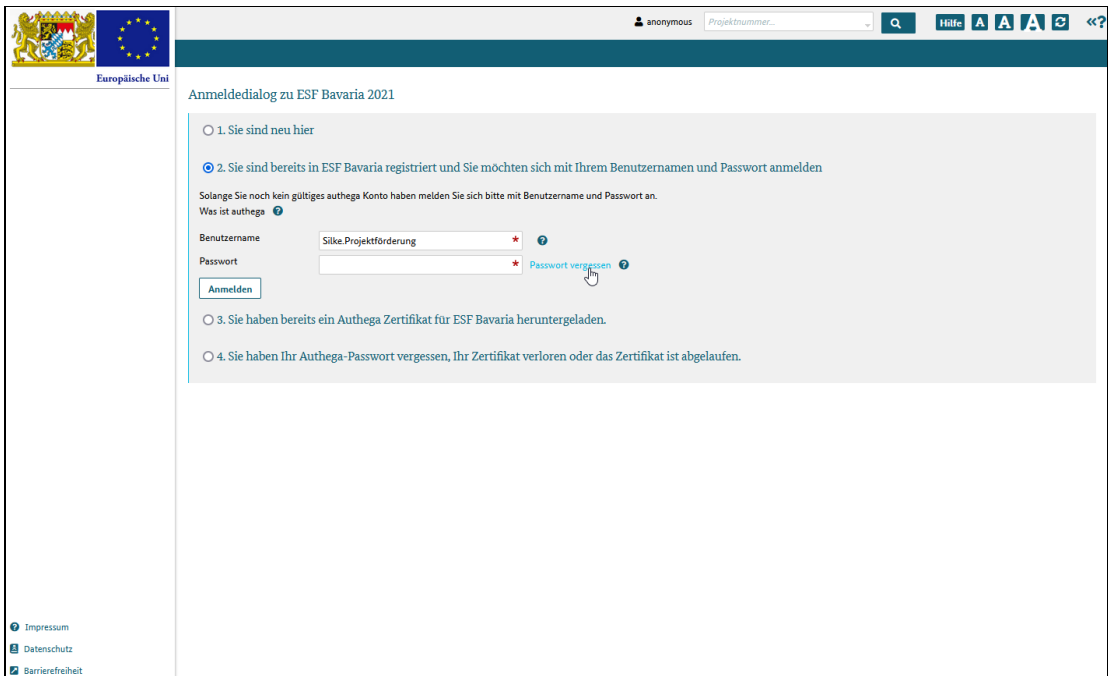 anonymous
Projektnummer...
Hilfe A A A
«?
Europäische Uni
Anmeldedialog zu ESF Bavaria 2021
1. Sie sind neu hier
2. Sie sind bereits in ESF Bavaria registriert und Sie möchten sich mit Ihrem Benutzernamen und Passwort anmelden
Solange Sie noch kein gültiges authega Konto haben melden Sie sich bitte mit Benutzername und Passwort an.
Was ist authega ?
Benutzername Silke.Projektförderung * ?
Passwort * Passwort vergessen ?
Anmelden
3. Sie haben bereits ein Authega Zertifikat für ESF Bavaria heruntergeladen.
4. Sie haben Ihr Authega-Passwort vergessen, Ihr Zertifikat verloren oder das Zertifikat ist abgelaufen.
? Impressum
Datenschutz
Barrierefreiheit